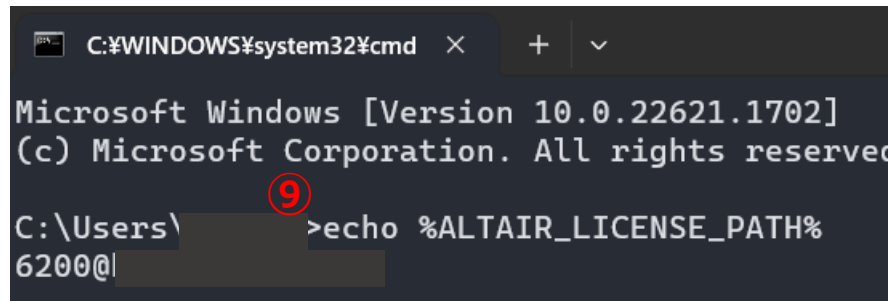 C:¥WINDOWS¥system32¥cmd
Microsoft Windows [Version 10.0.22621.1702]
(c) Microsoft Corporation. All rights reserved
⑨
C:\Users\ >echo %ALTAIR_LICENSE_PATH%
6200@